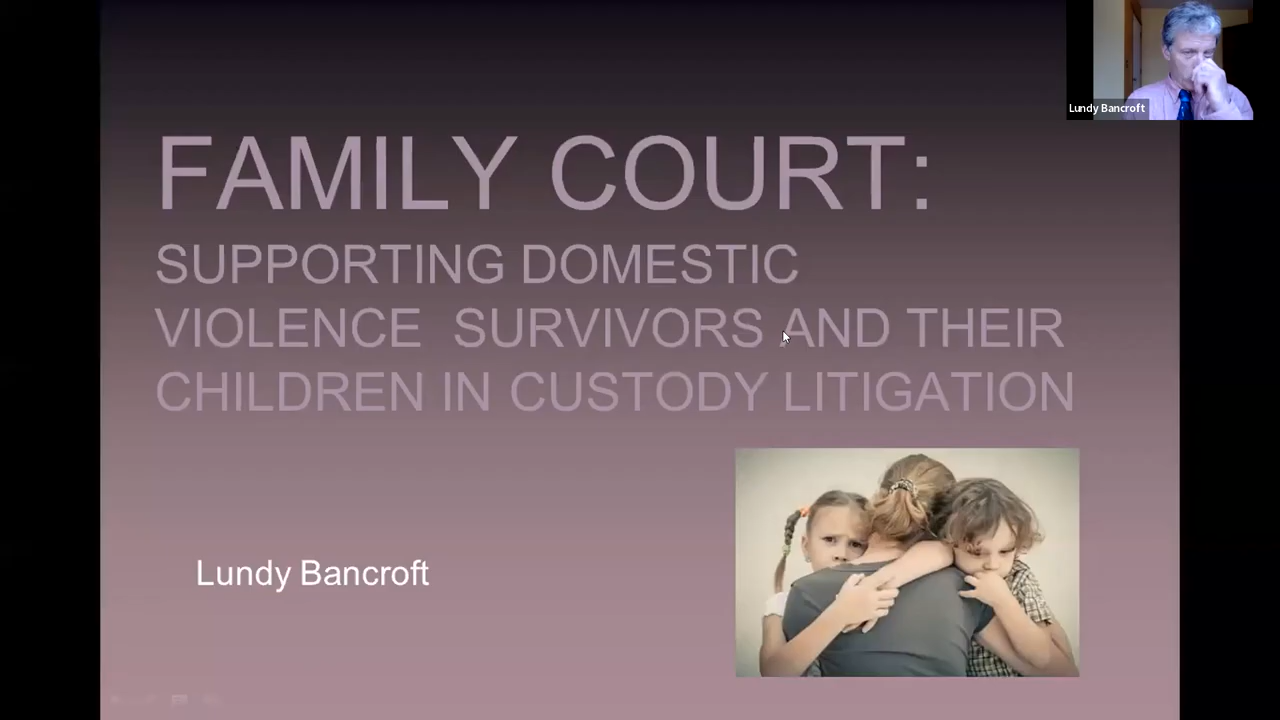 Lundy Bancroft
FAMILY COURT:
SUPPORTING DOMESTIC
VIOLENCE  SURVIVORS AND THEIR
CHILDREN IN CUSTODY LITIGATION
Lundy Bancroft